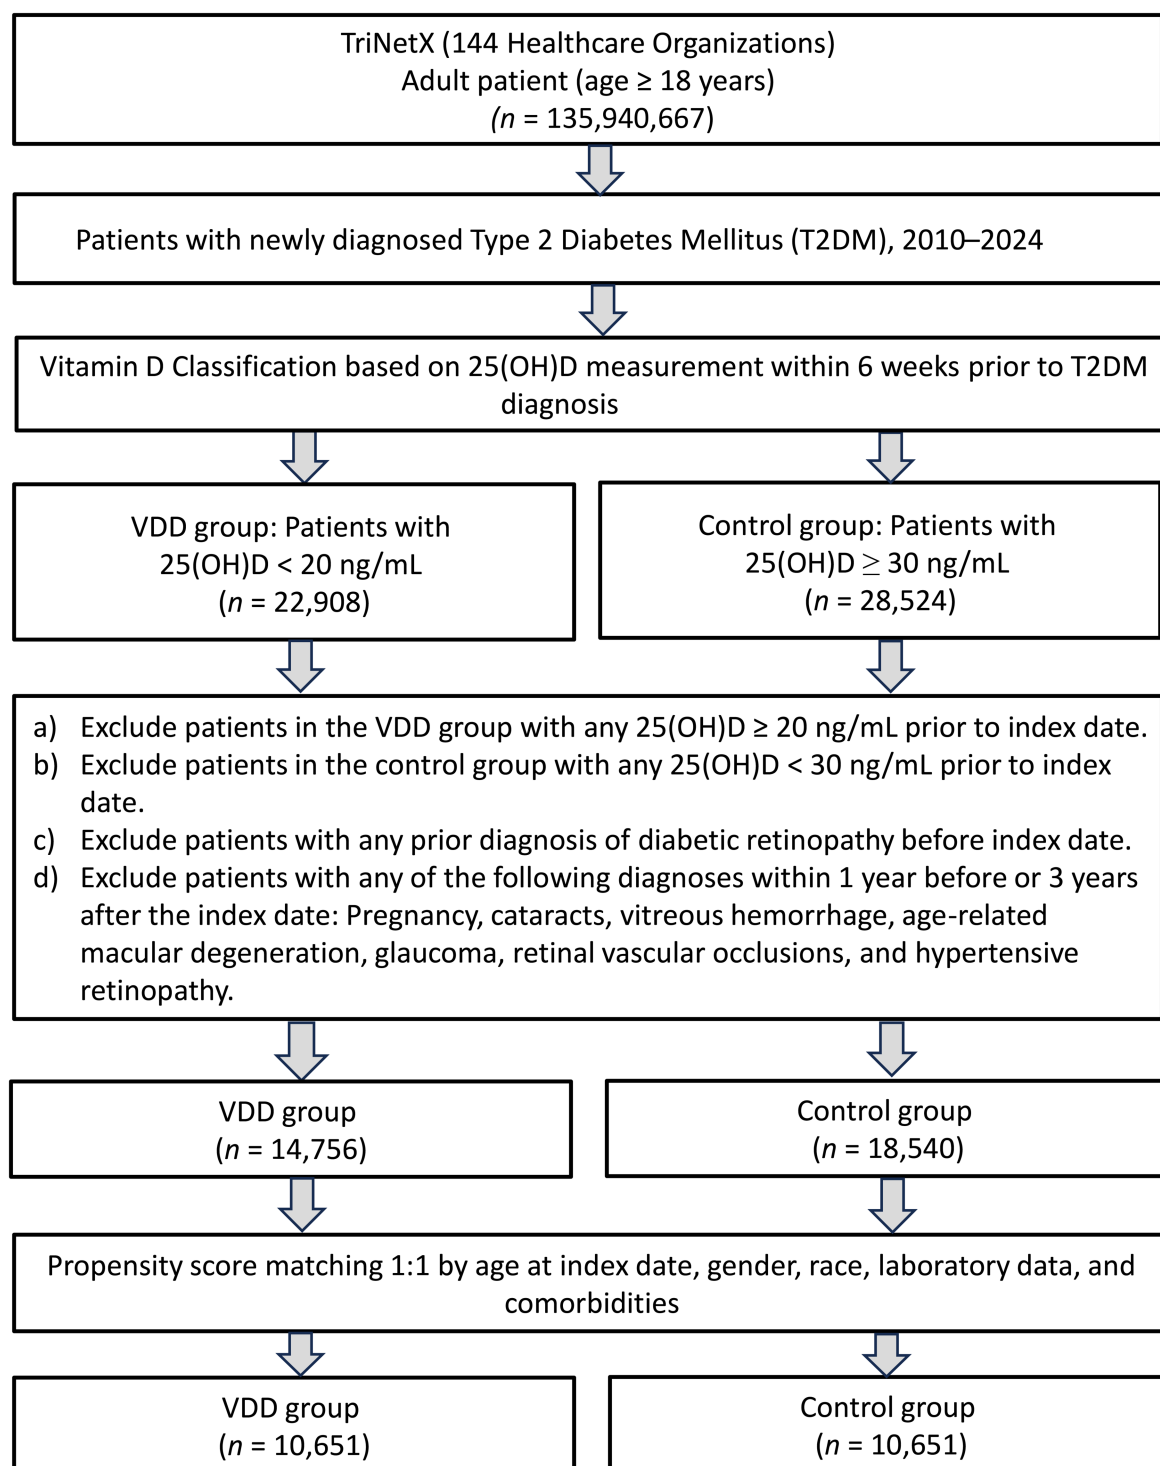 TriNetX (144 Healthcare Organizations)
Adult patient (age ≥ 18 years)
(n = 135,940,667)
Patients with newly diagnosed Type 2 Diabetes Mellitus (T2DM), 2010–2024
Vitamin D Classification based on 25(OH)D measurement within 6 weeks prior to T2DM
diagnosis
VDD group: Patients with
25(OH)D < 20 ng/mL
(n = 22,908)
Control group: Patients with
25(OH)D ≥ 30 ng/mL
(n = 28,524)
a) Exclude patients in the VDD group with any 25(OH)D ≥ 20 ng/mL prior to index date.
b) Exclude patients in the control group with any 25(OH)D < 30 ng/mL prior to index
date.
c) Exclude patients with any prior diagnosis of diabetic retinopathy before index date.
d) Exclude patients with any of the following diagnoses within 1 year before or 3 years
after the index date: Pregnancy, cataracts, vitreous hemorrhage, age-related
macular degeneration, glaucoma, retinal vascular occlusions, and hypertensive
retinopathy.
VDD group
(n = 14,756)
Control group
(n = 18,540)
Propensity score matching 1:1 by age at index date, gender, race, laboratory data, and
comorbidities
VDD group
(n = 10,651)
Control group
(n = 10,651)